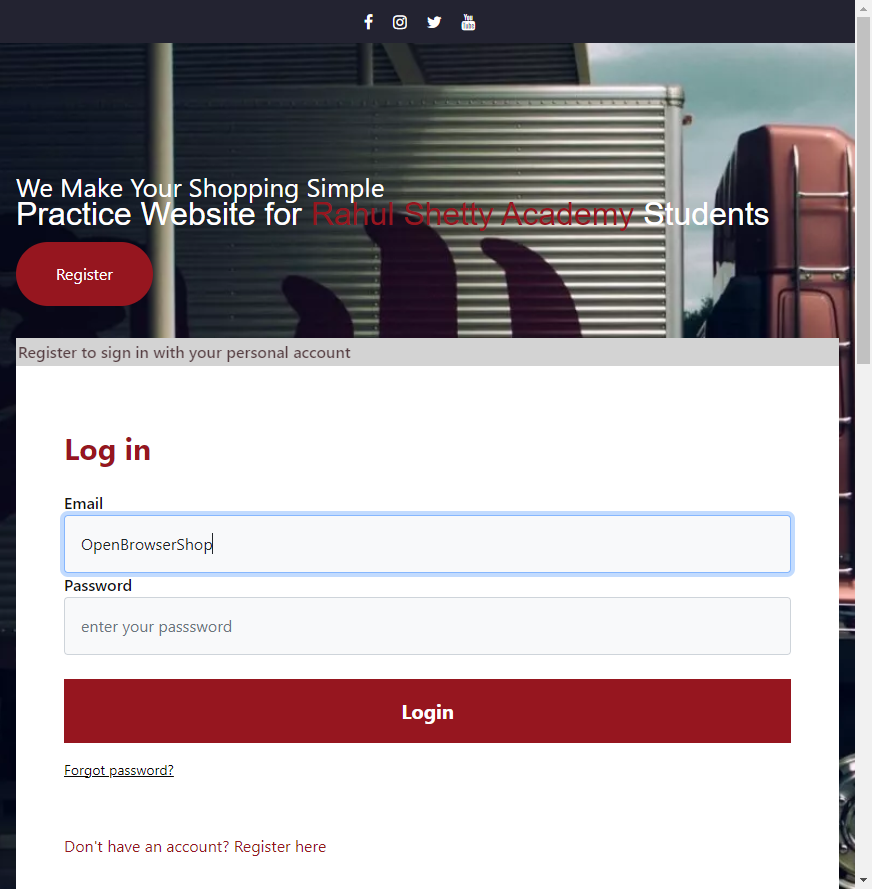 We Make Your Shopping Simple
Practice Website for Rahul Shetty Academy Students
Register
Register to sign in with your personal account
Log in
Email
OpenBrowserShop
Password
enter your passsword
Login
Forgot password?
Don't have an account? Register here